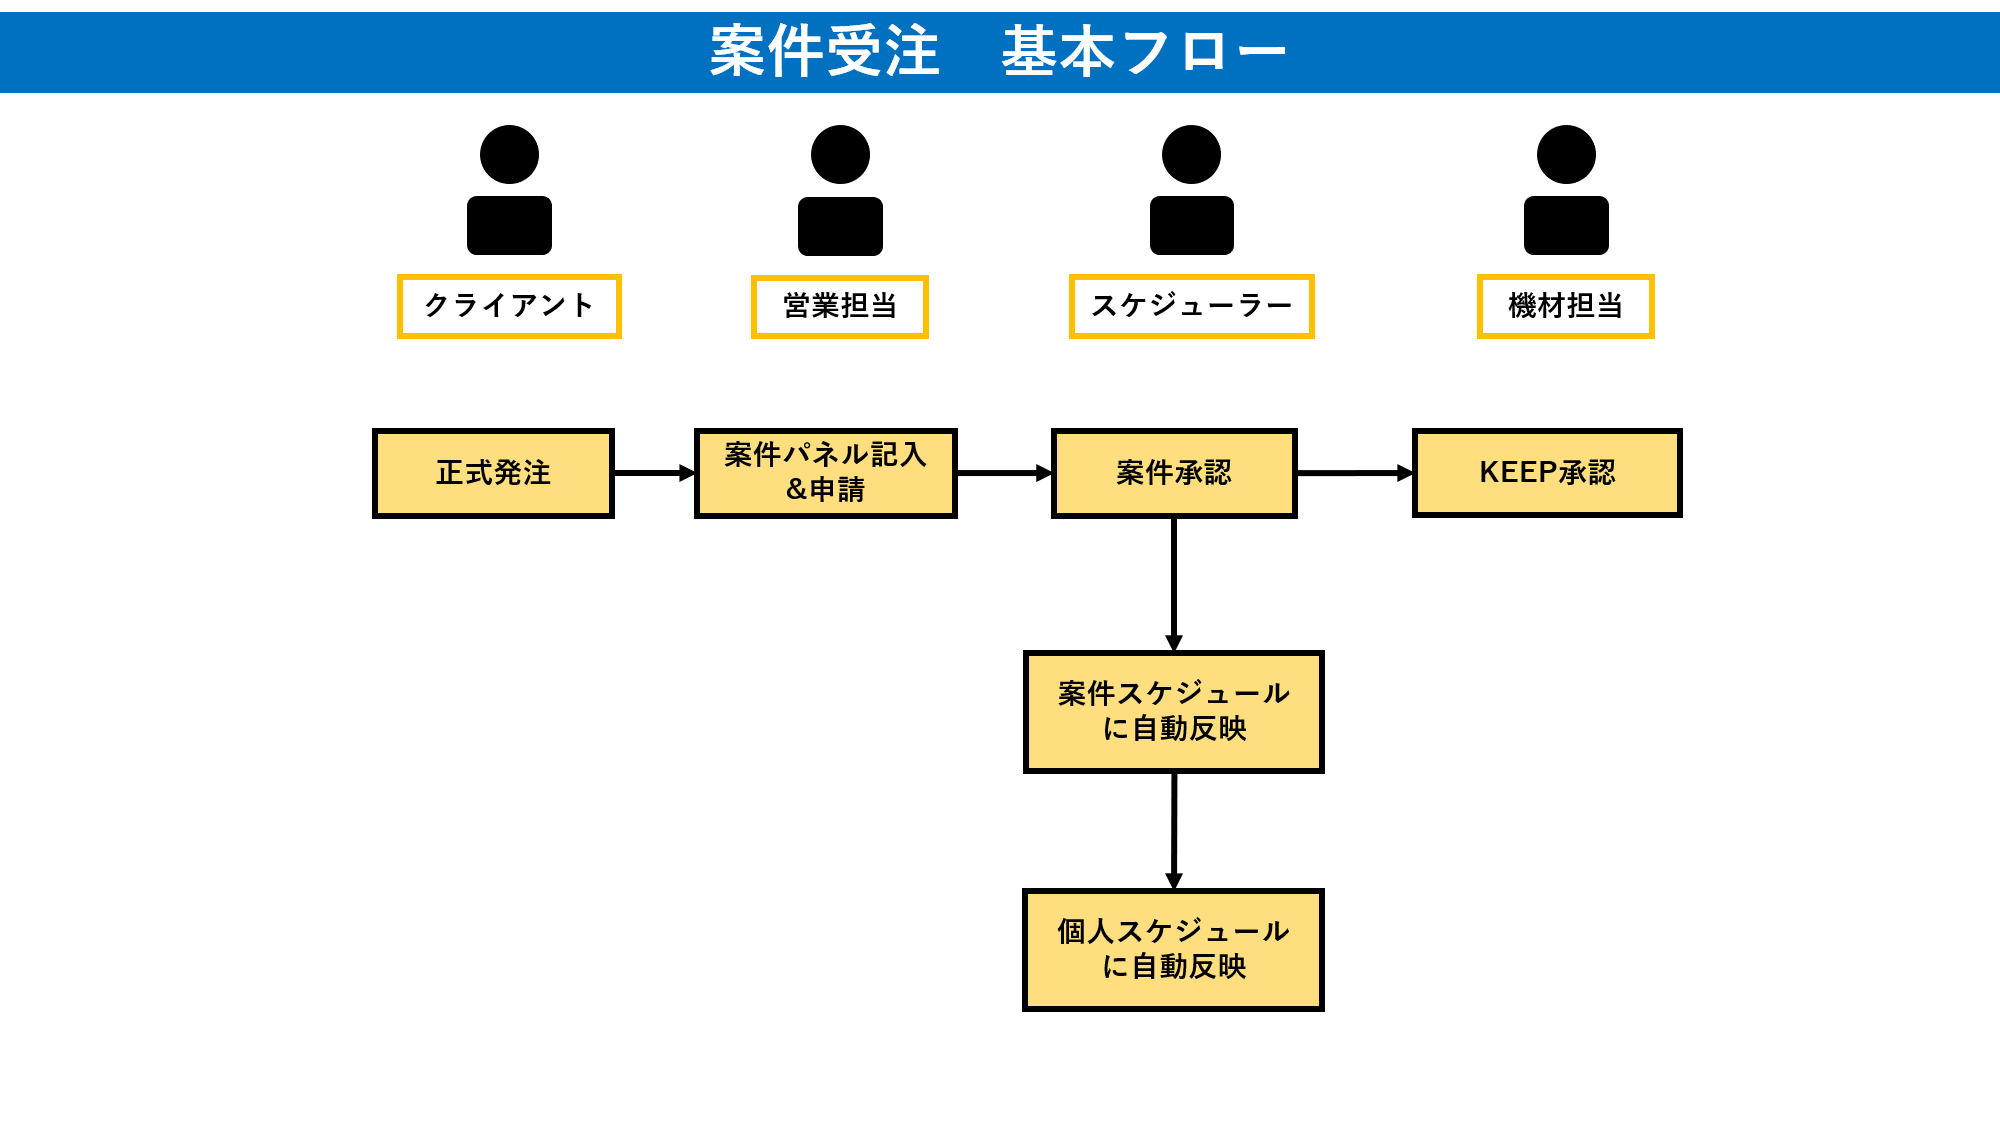 案件受注　基本フロー
クライアント
営業担当
スケジューラー
機材担当
正式発注
案件パネル記入
&申請
案件承認
KEEP承認
案件スケジュール
に自動反映
個人スケジュール
に自動反映